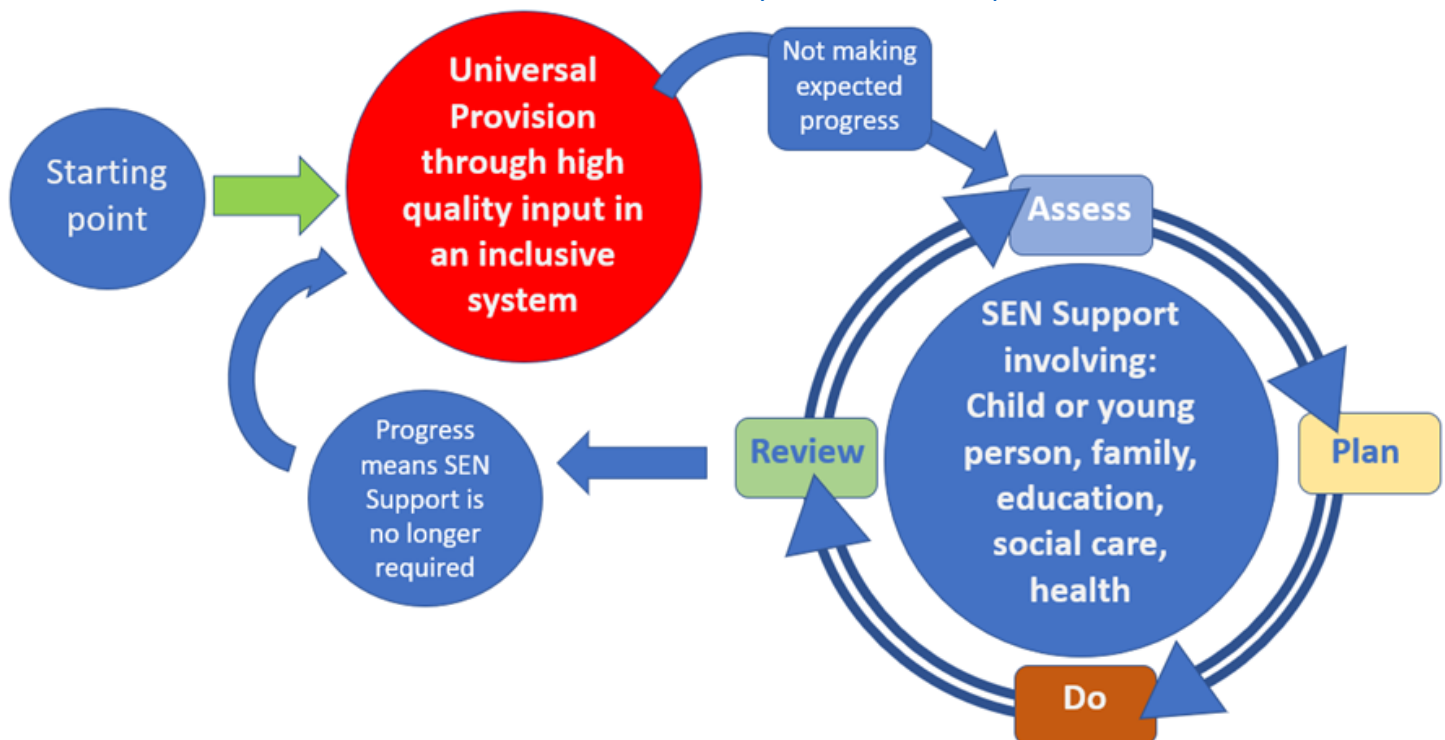 Starting
point
Universal
Provision
through high
quality input in
an inclusive
system
Not making
expected
progress
Assess
SEN Support
involving:
Child or young
person, family,
education,
social care,
health
Plan
Do
Review
Progress
means SEN
Support is
no longer
required